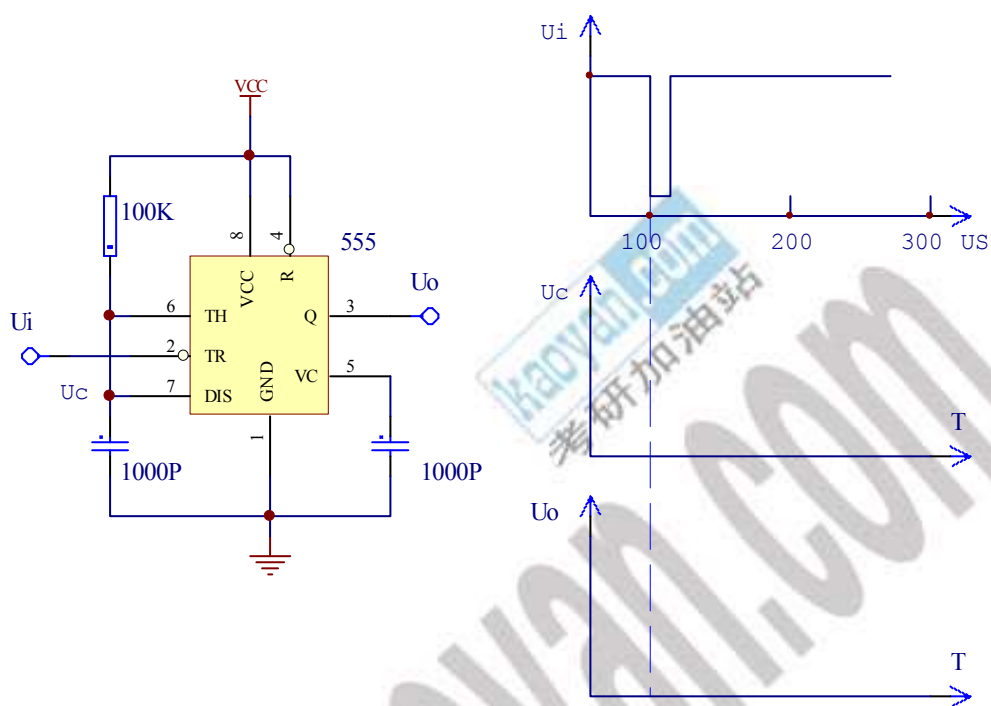 VCC
100K
8
4
555
VCC
R
6
TH
Q
3
Uo
Ui
2
TR
GND
VC
5
Uc
7
DIS
1
1000P
1000P
Ui
100
200
300
US
Uc
T
Uo
T
kaoyan.com
考研加油站
oyan.com